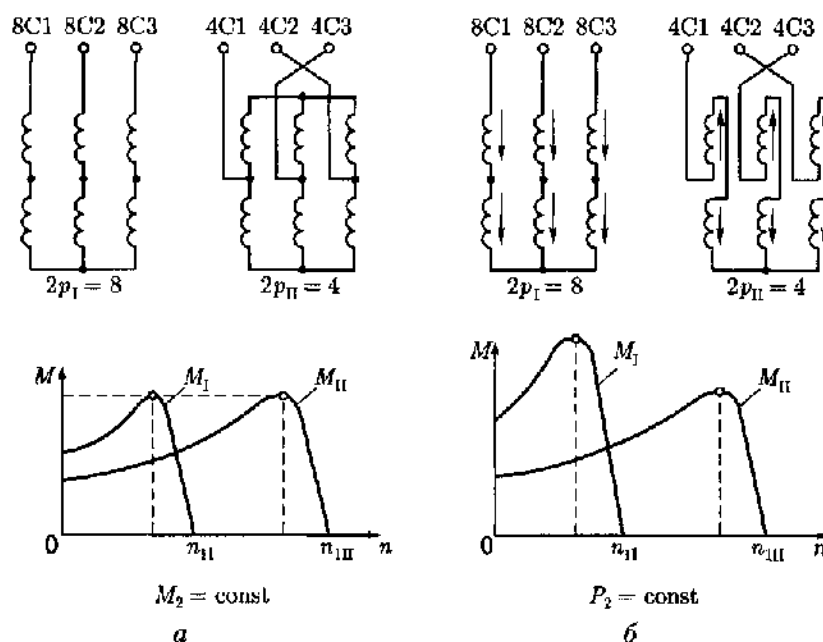 8C1 8C2 8C3 4C1 4C2 4C3
8C1 8C2 8C3 4C1 4C2 4C3
2p_I = 8
2p_II = 4
2p_I = 8
2p_II = 4
M
M_I
M_II
0
n_1I
n_1II
n
M
M_I
M_II
0
n_1I
n_1II
n
M_2 = const
P_2 = const
а
б